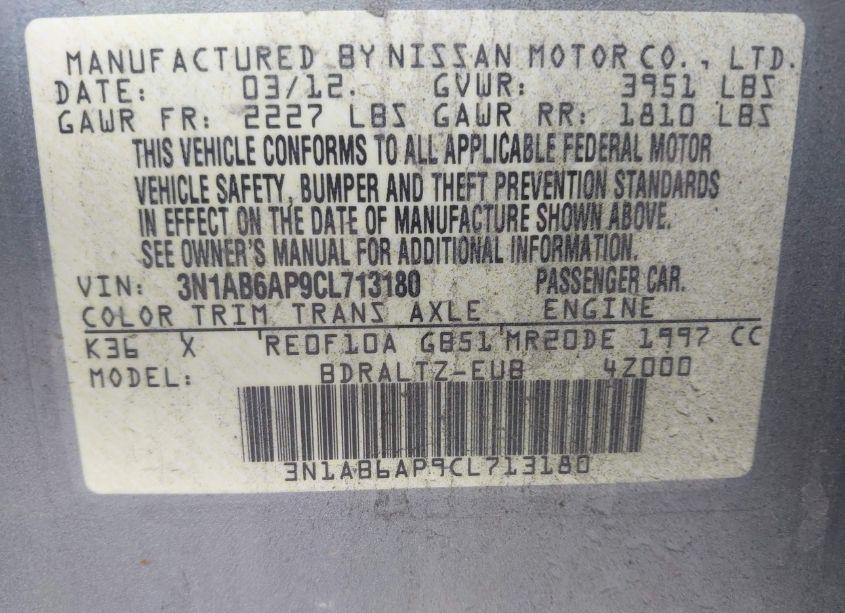 MANUFACTURED BY NISSAN MOTOR CO., LTD.
DATE: 03/12. GVWR: 3951 LBS
GAWR FR: 2227 LBS GAWR RR: 1810 LBS
THIS VEHICLE CONFORMS TO ALL APPLICABLE FEDERAL MOTOR
VEHICLE SAFETY, BUMPER AND THEFT PREVENTION STANDARDS
IN EFFECT ON THE DATE OF MANUFACTURE SHOWN ABOVE.
SEE OWNER'S MANUAL FOR ADDITIONAL INFORMATION.
VIN: 3N1AB6AP9CL713180 PASSENGER CAR.
COLOR TRIM TRANS AXLE ENGINE
K36 X RE0F10A GB51 MR20DE 1997 CC
MODEL: BDRALTZ-EUB 4Z000
3N1AB6AP9CL713180